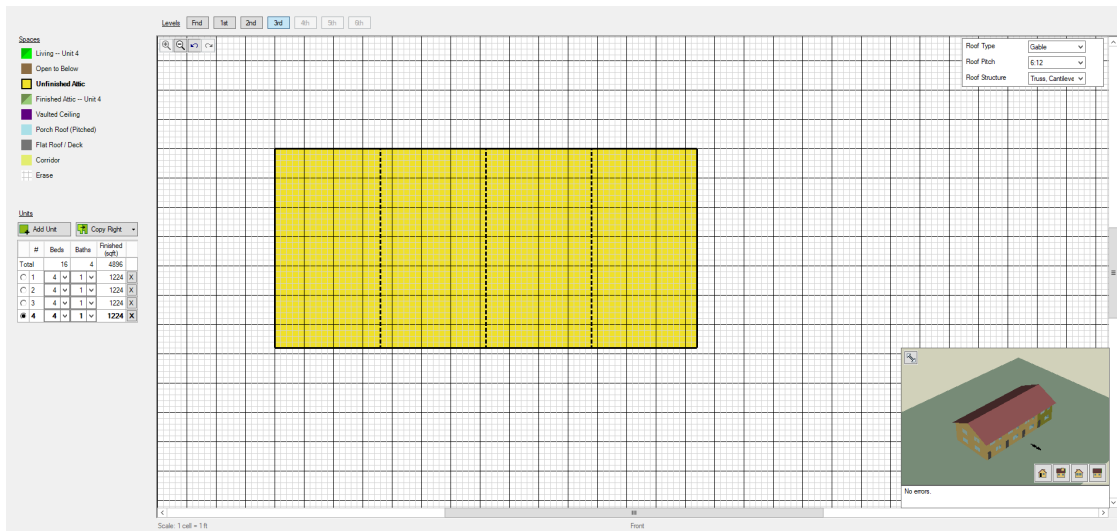 Levels Fnd 1st 2nd 3rd 4th 5th 6th
Spaces
Living -- Unit 4
Open to Below
Unfinished Attic
Finished Attic -- Unit 4
Vaulted Ceiling
Porch Roof (Pitched)
Flat Roof / Deck
Corridor
Erase
Units
Add Unit Copy Right
# Beds Baths Finished
(sqft)
Total 16 4 4896
1 4 1 1224 X
2 4 1 1224 X
3 4 1 1224 X
4 4 1 1224 X
Roof Type Gable
Roof Pitch 6:12
Roof Structure Truss, Cantileve
No errors.
Scale: 1 cell = 1 ft
Front